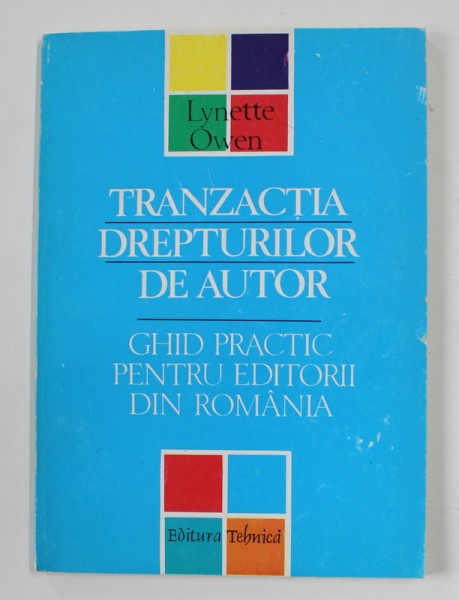 Lynette
Owen
TRANZACȚIA
DREPTURILOR
DE AUTOR
GHID PRACTIC
PENTRU EDITORII
DIN ROMÂNIA
Editura Tehnică